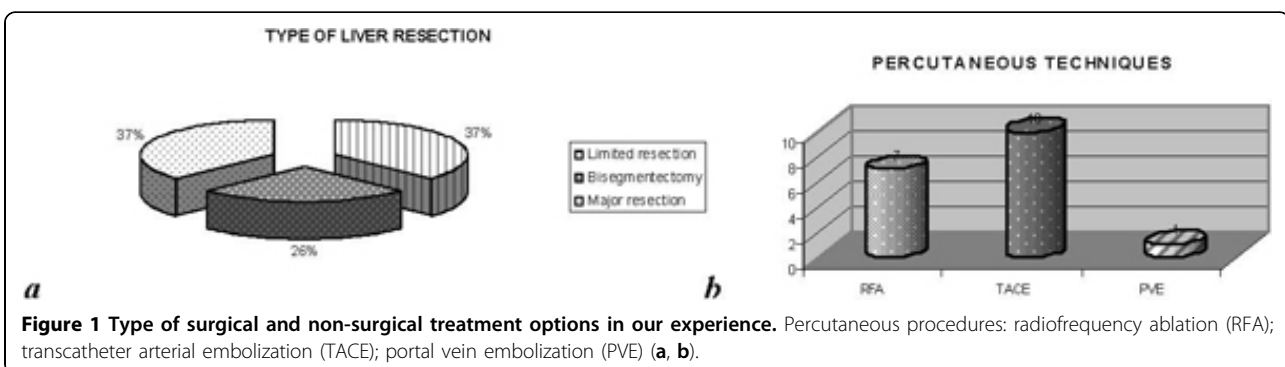 TYPE OF LIVER RESECTION
37%
37%
26%
Limited resection
Bisegmentectomy
Major resection
a
PERCUTANEOUS TECHNIQUES
10
8
6
4
2
0
7
10
1
RFA
TACE
PVE
b
Figure 1 Type of surgical and non-surgical treatment options in our experience. Percutaneous procedures: radiofrequency ablation (RFA);
transcatheter arterial embolization (TACE); portal vein embolization (PVE) (a, b).